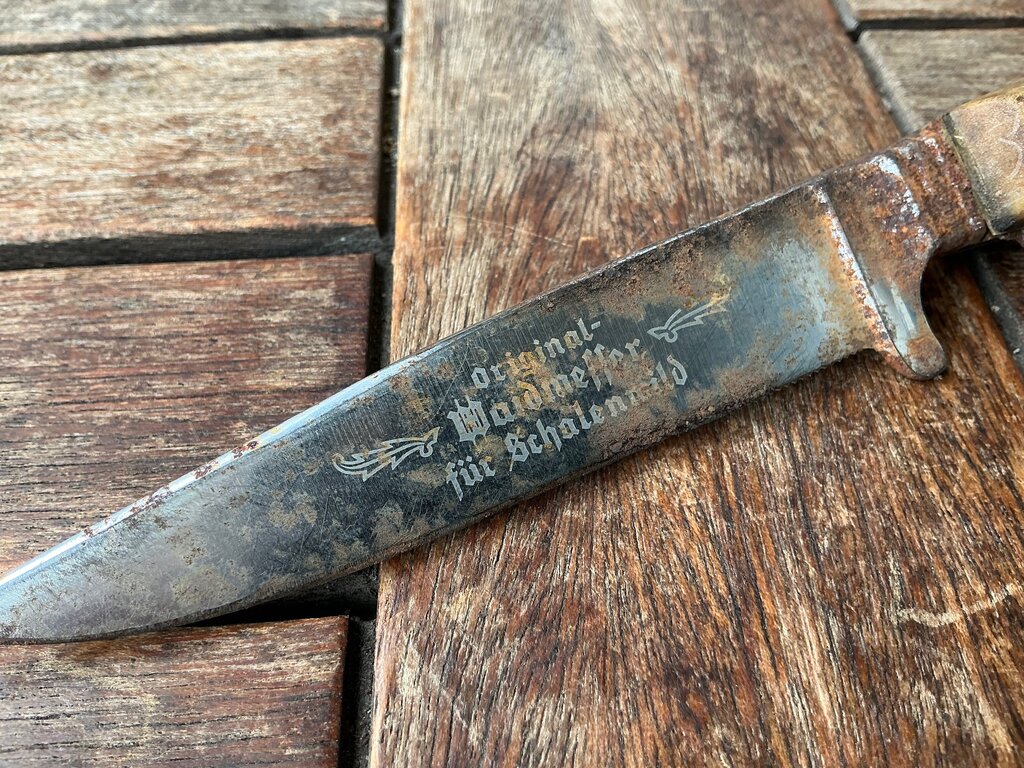 original-
Waidmesser
für Schalenwild